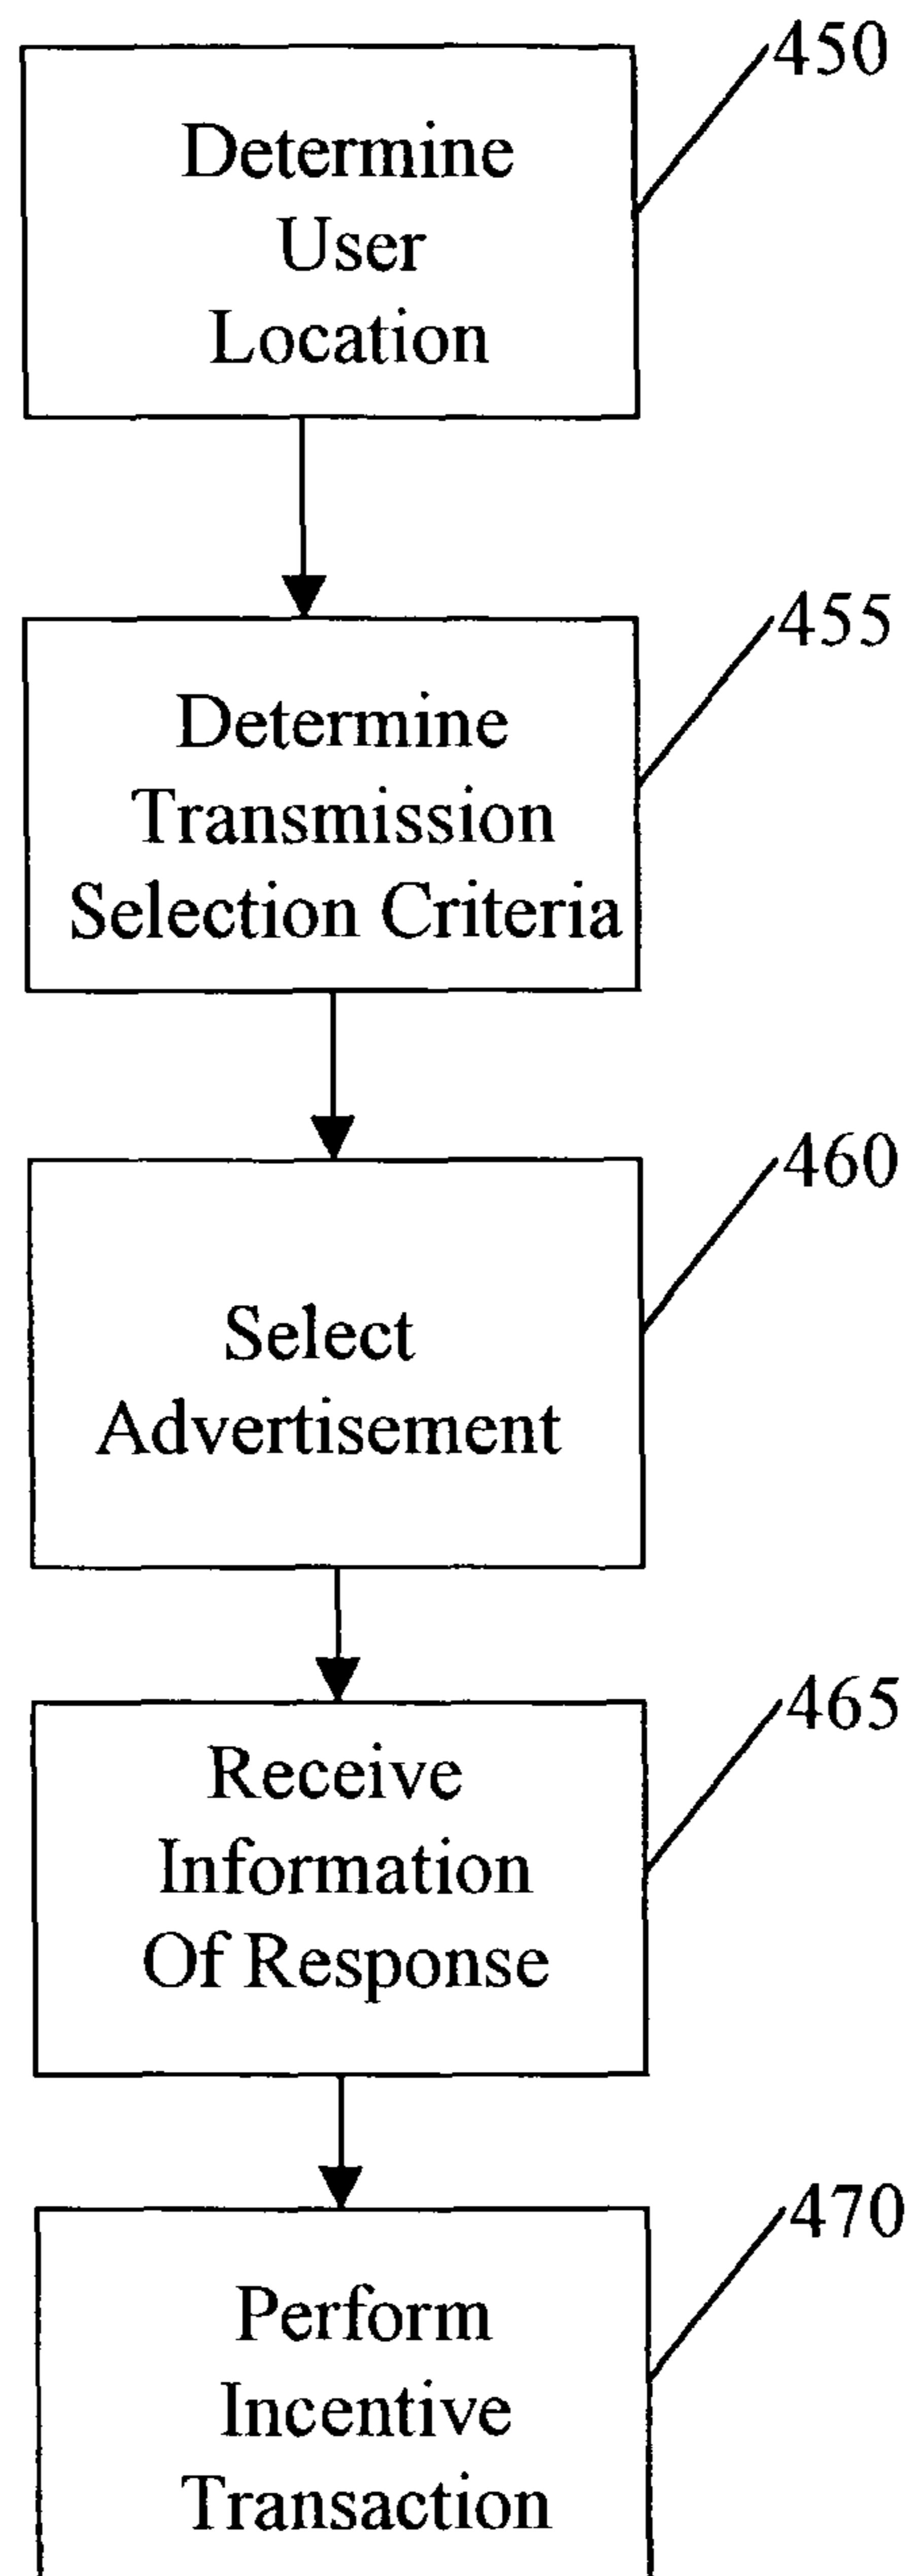 450
Determine
User
Location
455
Determine
Transmission
Selection Criteria
460
Select
Advertisement
465
Receive
Information
Of Response
470
Perform
Incentive
Transaction